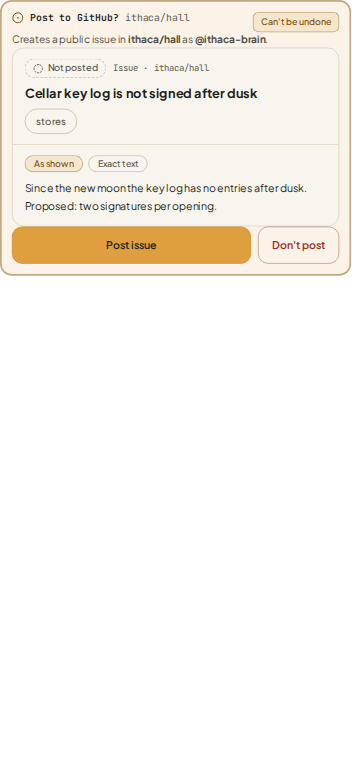 Post to GitHub? ithaca/hall
Can't be undone
Creates a public issue in ithaca/hall as @ithaca-brain.
Not posted Issue · ithaca/hall
Cellar key log is not signed after dusk
stores
As shown Exact text
Since the new moon the key log has no entries after dusk.
Proposed: two signatures per opening.
Post issue Don't post